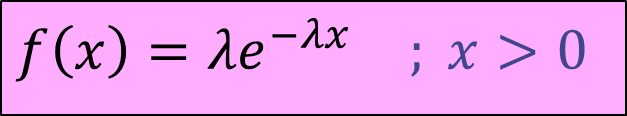 f(x) = λe^{−λx} ; x > 0